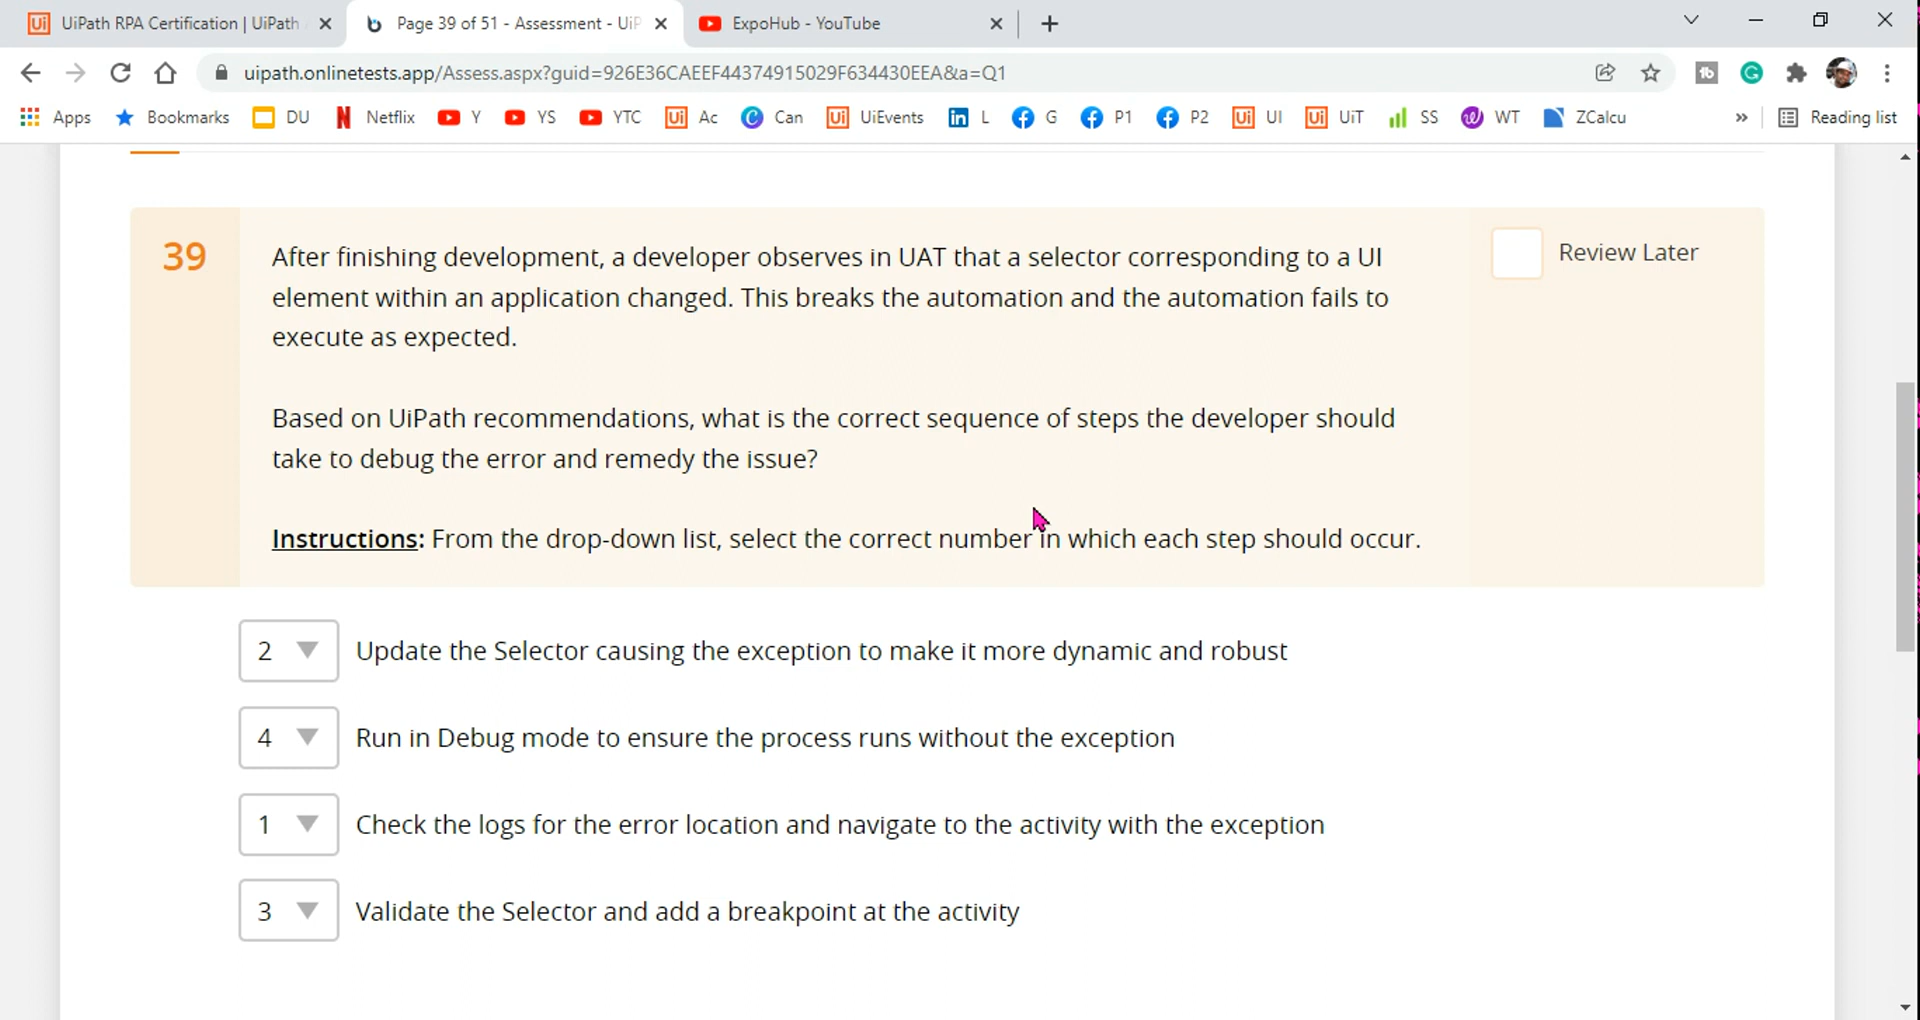 UiPath RPA Certification | UiPath
Page 39 of 51 - Assessment - UiP
ExpoHub - YouTube
uipath.onlinetests.app/Assess.aspx?guid=926E36CAEEF44374915029F634430EEA&a=Q1
Apps Bookmarks DU Netflix Y YS YTC Ac Can UiEvents L G P1 P2 UI UiT SS WT ZCalcu » Reading list
39
After finishing development, a developer observes in UAT that a selector corresponding to a UI
element within an application changed. This breaks the automation and the automation fails to
execute as expected.
Based on UiPath recommendations, what is the correct sequence of steps the developer should
take to debug the error and remedy the issue?
Instructions: From the drop-down list, select the correct number in which each step should occur.
Review Later
2 Update the Selector causing the exception to make it more dynamic and robust
4 Run in Debug mode to ensure the process runs without the exception
1 Check the logs for the error location and navigate to the activity with the exception
3 Validate the Selector and add a breakpoint at the activity